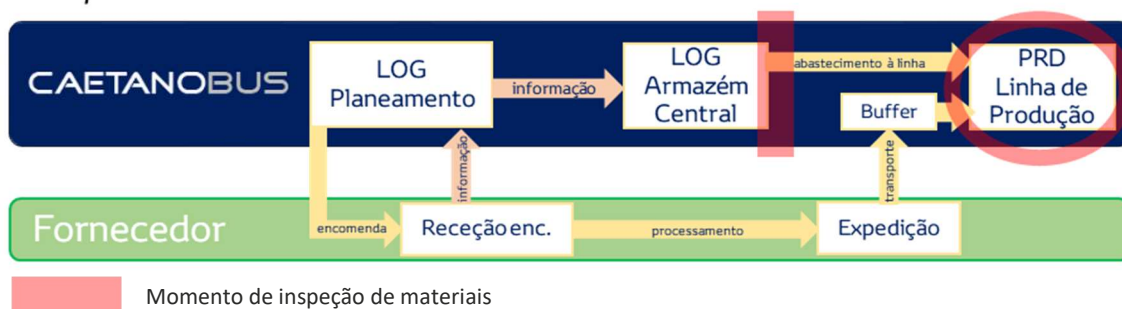 CAETANOBUS
LOG
Planeamento
informação
LOG
Armazém
Central
abastecimento à linha
PRD
Linha de
Produção
Buffer
informação
transporte
Fornecedor
encomenda
Receção enc.
processamento
Expedição
Momento de inspeção de materiais